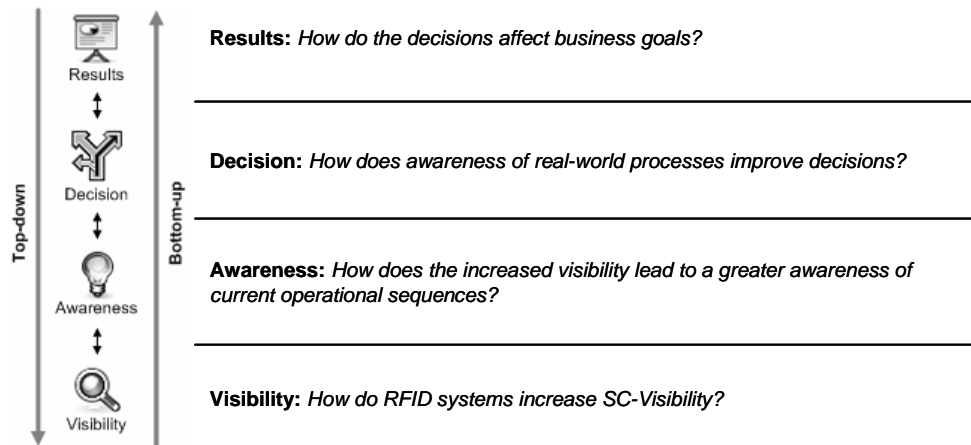 Top-down
Results
Decision
Awareness
Visibility
Bottom-up
Results: How do the decisions affect business goals?
Decision: How does awareness of real-world processes improve decisions?
Awareness: How does the increased visibility lead to a greater awareness of
current operational sequences?
Visibility: How do RFID systems increase SC-Visibility?